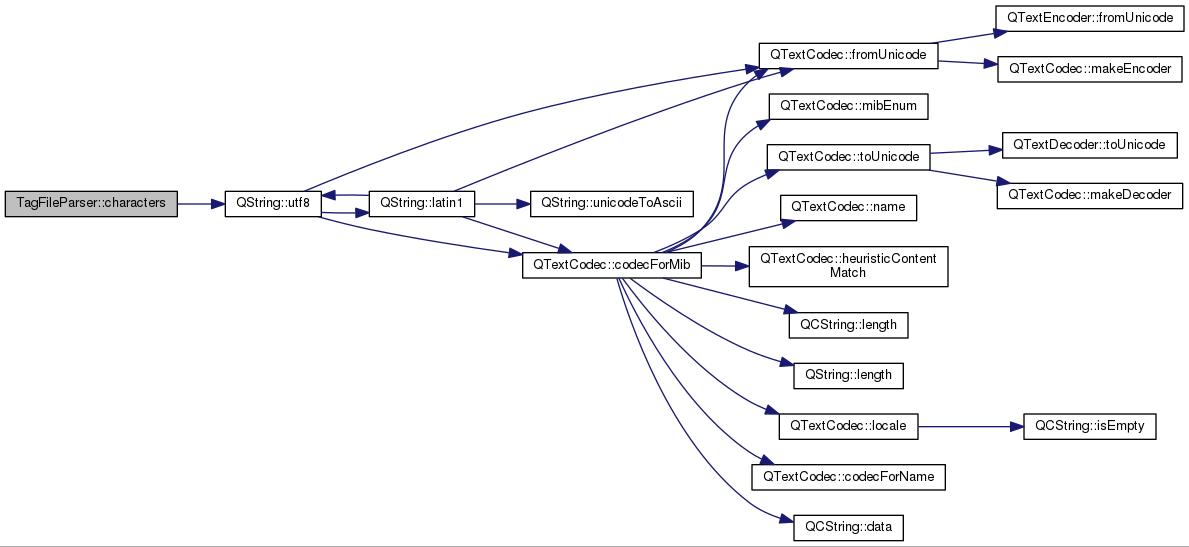 QTextEncoder::fromUnicode
QTextCodec::fromUnicode
QTextCodec::makeEncoder
QTextCodec::mibEnum
QTextDecoder::toUnicode
QTextCodec::toUnicode
QTextCodec::makeDecoder
TagFileParser::characters
QString::utf8
QString::latin1
QString::unicodeToAscii
QTextCodec::name
QTextCodec::codecForMib
QTextCodec::heuristicContent
Match
QCString::length
QString::length
QTextCodec::locale
QCString::isEmpty
QTextCodec::codecForName
QCString::data